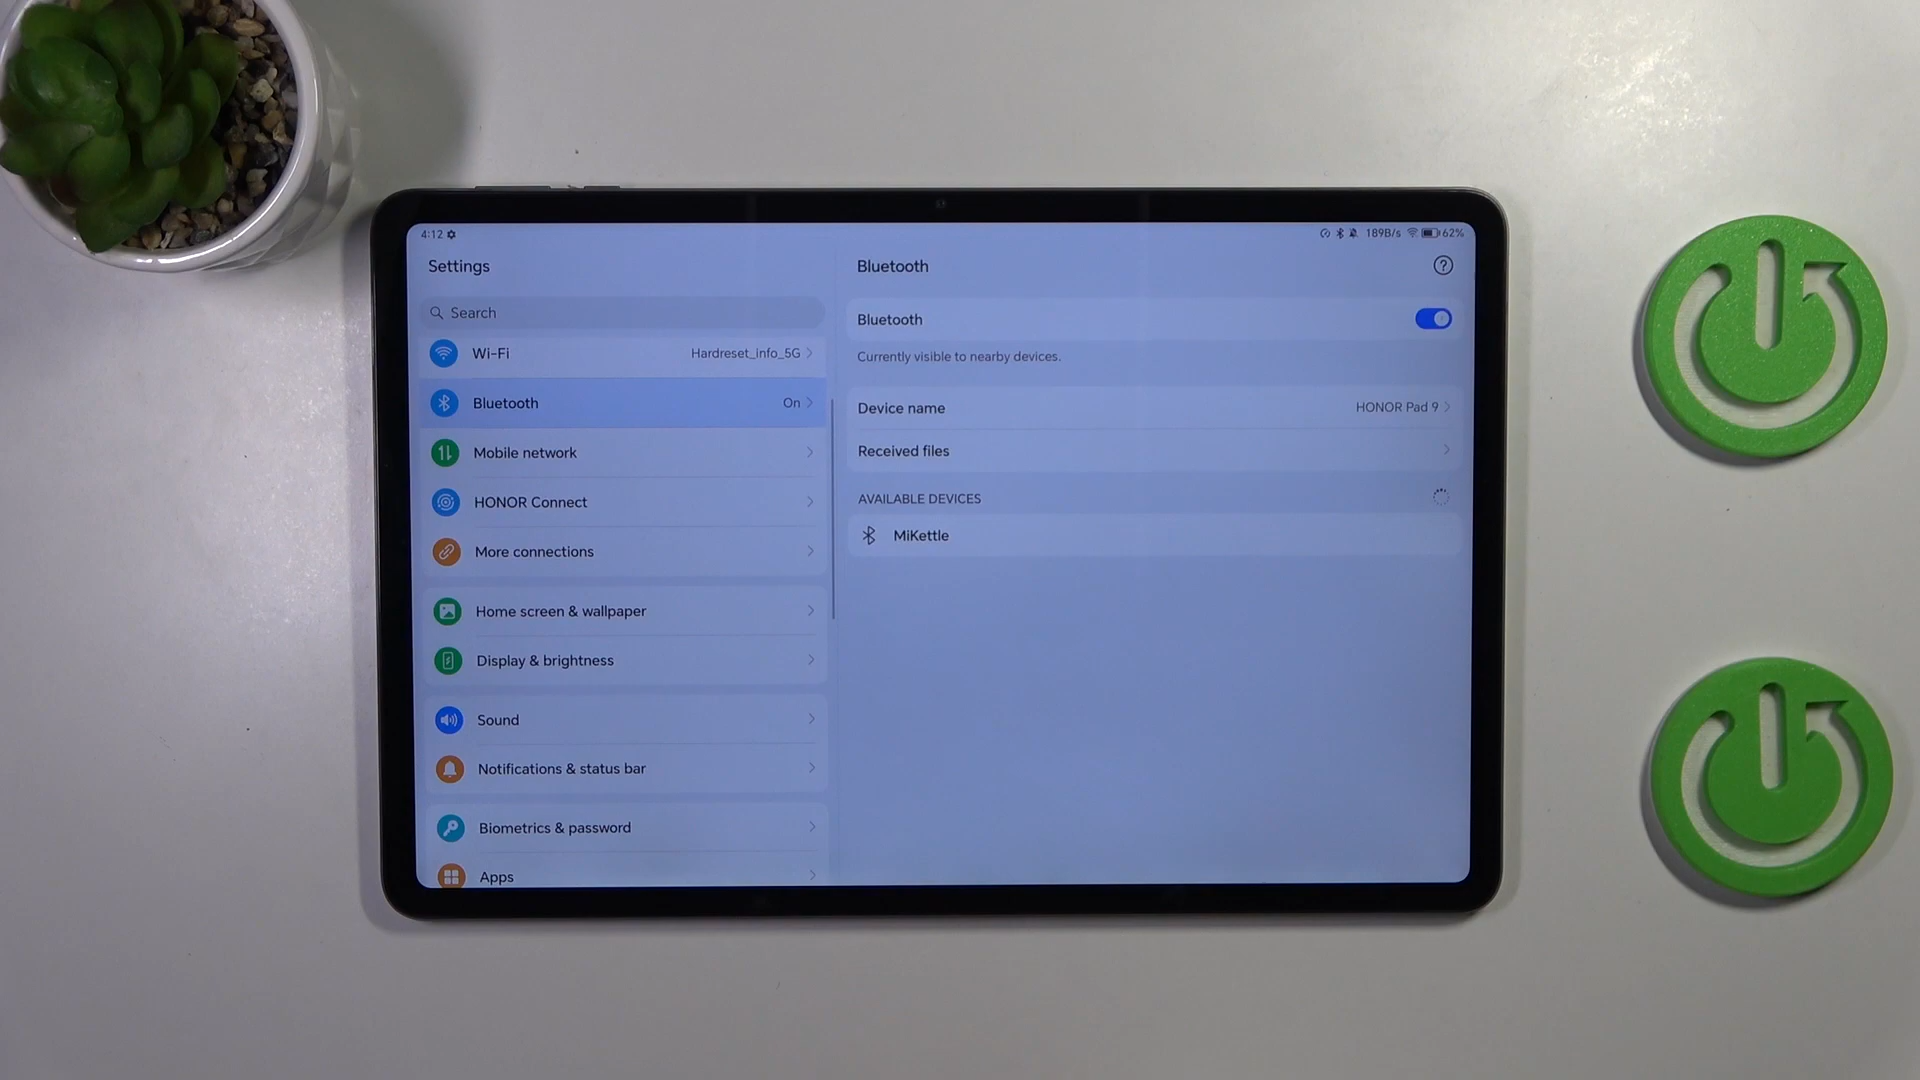 4:12
189B/s 62%
Settings
Search
Wi-Fi Hardreset_info_5G
Bluetooth On
Mobile network
HONOR Connect
More connections
Home screen & wallpaper
Display & brightness
Sound
Notifications & status bar
Biometrics & password
Apps
Bluetooth
Bluetooth
Currently visible to nearby devices.
Device name HONOR Pad 9
Received files
AVAILABLE DEVICES
MiKettle